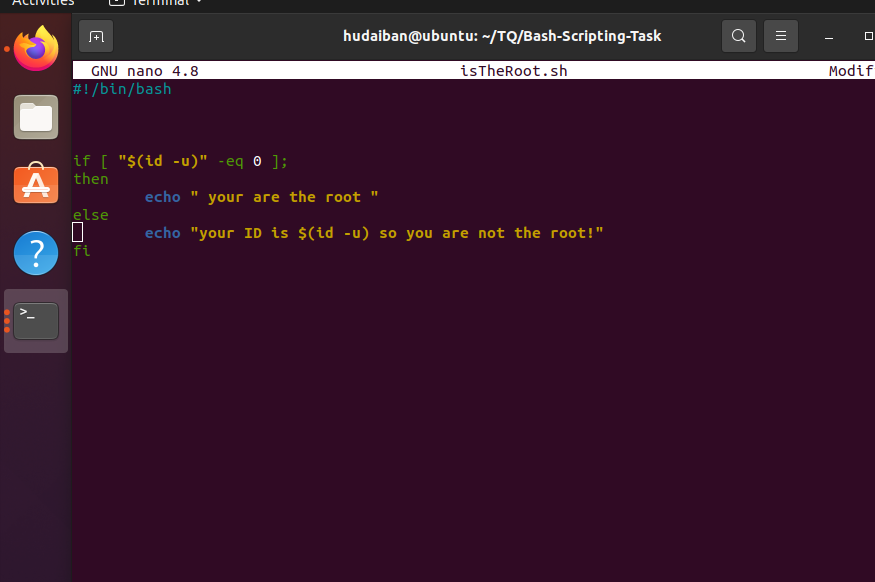 Activities Terminal
hudaiban@ubuntu: ~/TQ/Bash-Scripting-Task
GNU nano 4.8 isTheRoot.sh Modif
#!/bin/bash
if [ "$(id -u)" -eq 0 ];
then
echo " your are the root "
else
echo "your ID is $(id -u) so you are not the root!"
fi